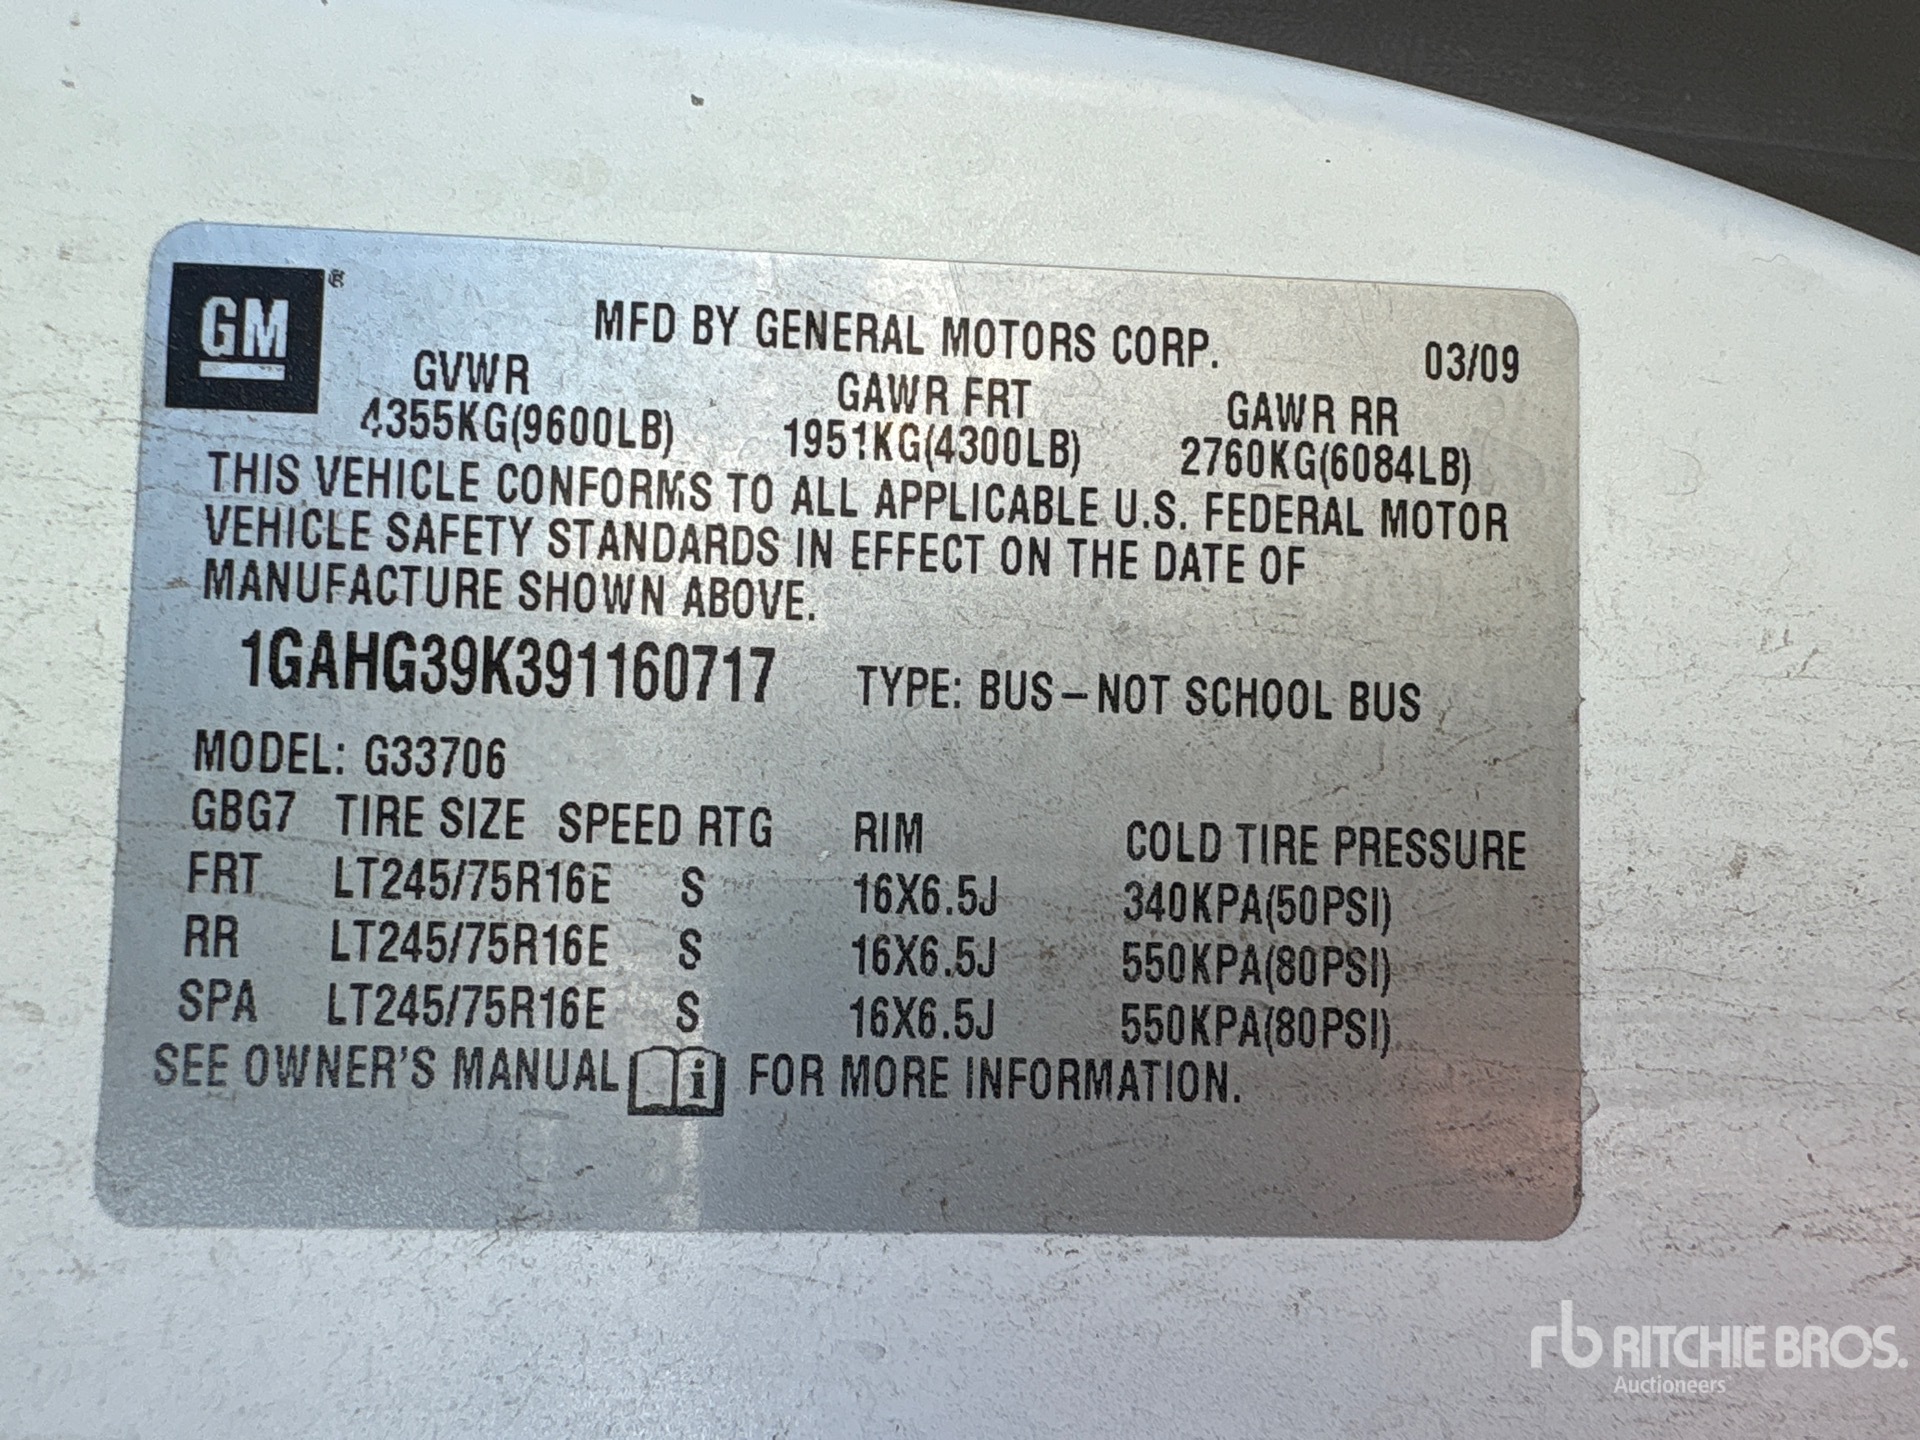 GM®
MFD BY GENERAL MOTORS CORP. 03/09
GVWR GAWR FRT GAWR RR
4355KG(9600LB) 1951KG(4300LB) 2760KG(6084LB)
THIS VEHICLE CONFORMS TO ALL APPLICABLE U.S. FEDERAL MOTOR
VEHICLE SAFETY STANDARDS IN EFFECT ON THE DATE OF
MANUFACTURE SHOWN ABOVE.
1GAHG39K391160717 TYPE: BUS-NOT SCHOOL BUS
MODEL: G33706
GBG7 TIRE SIZE SPEED RTG RIM COLD TIRE PRESSURE
FRT LT245/75R16E S 16X6.5J 340KPA(50PSI)
RR LT245/75R16E S 16X6.5J 550KPA(80PSI)
SPA LT245/75R16E S 16X6.5J 550KPA(80PSI)
SEE OWNER'S MANUAL i FOR MORE INFORMATION.
rb RITCHIE BROS.
Auctioneers